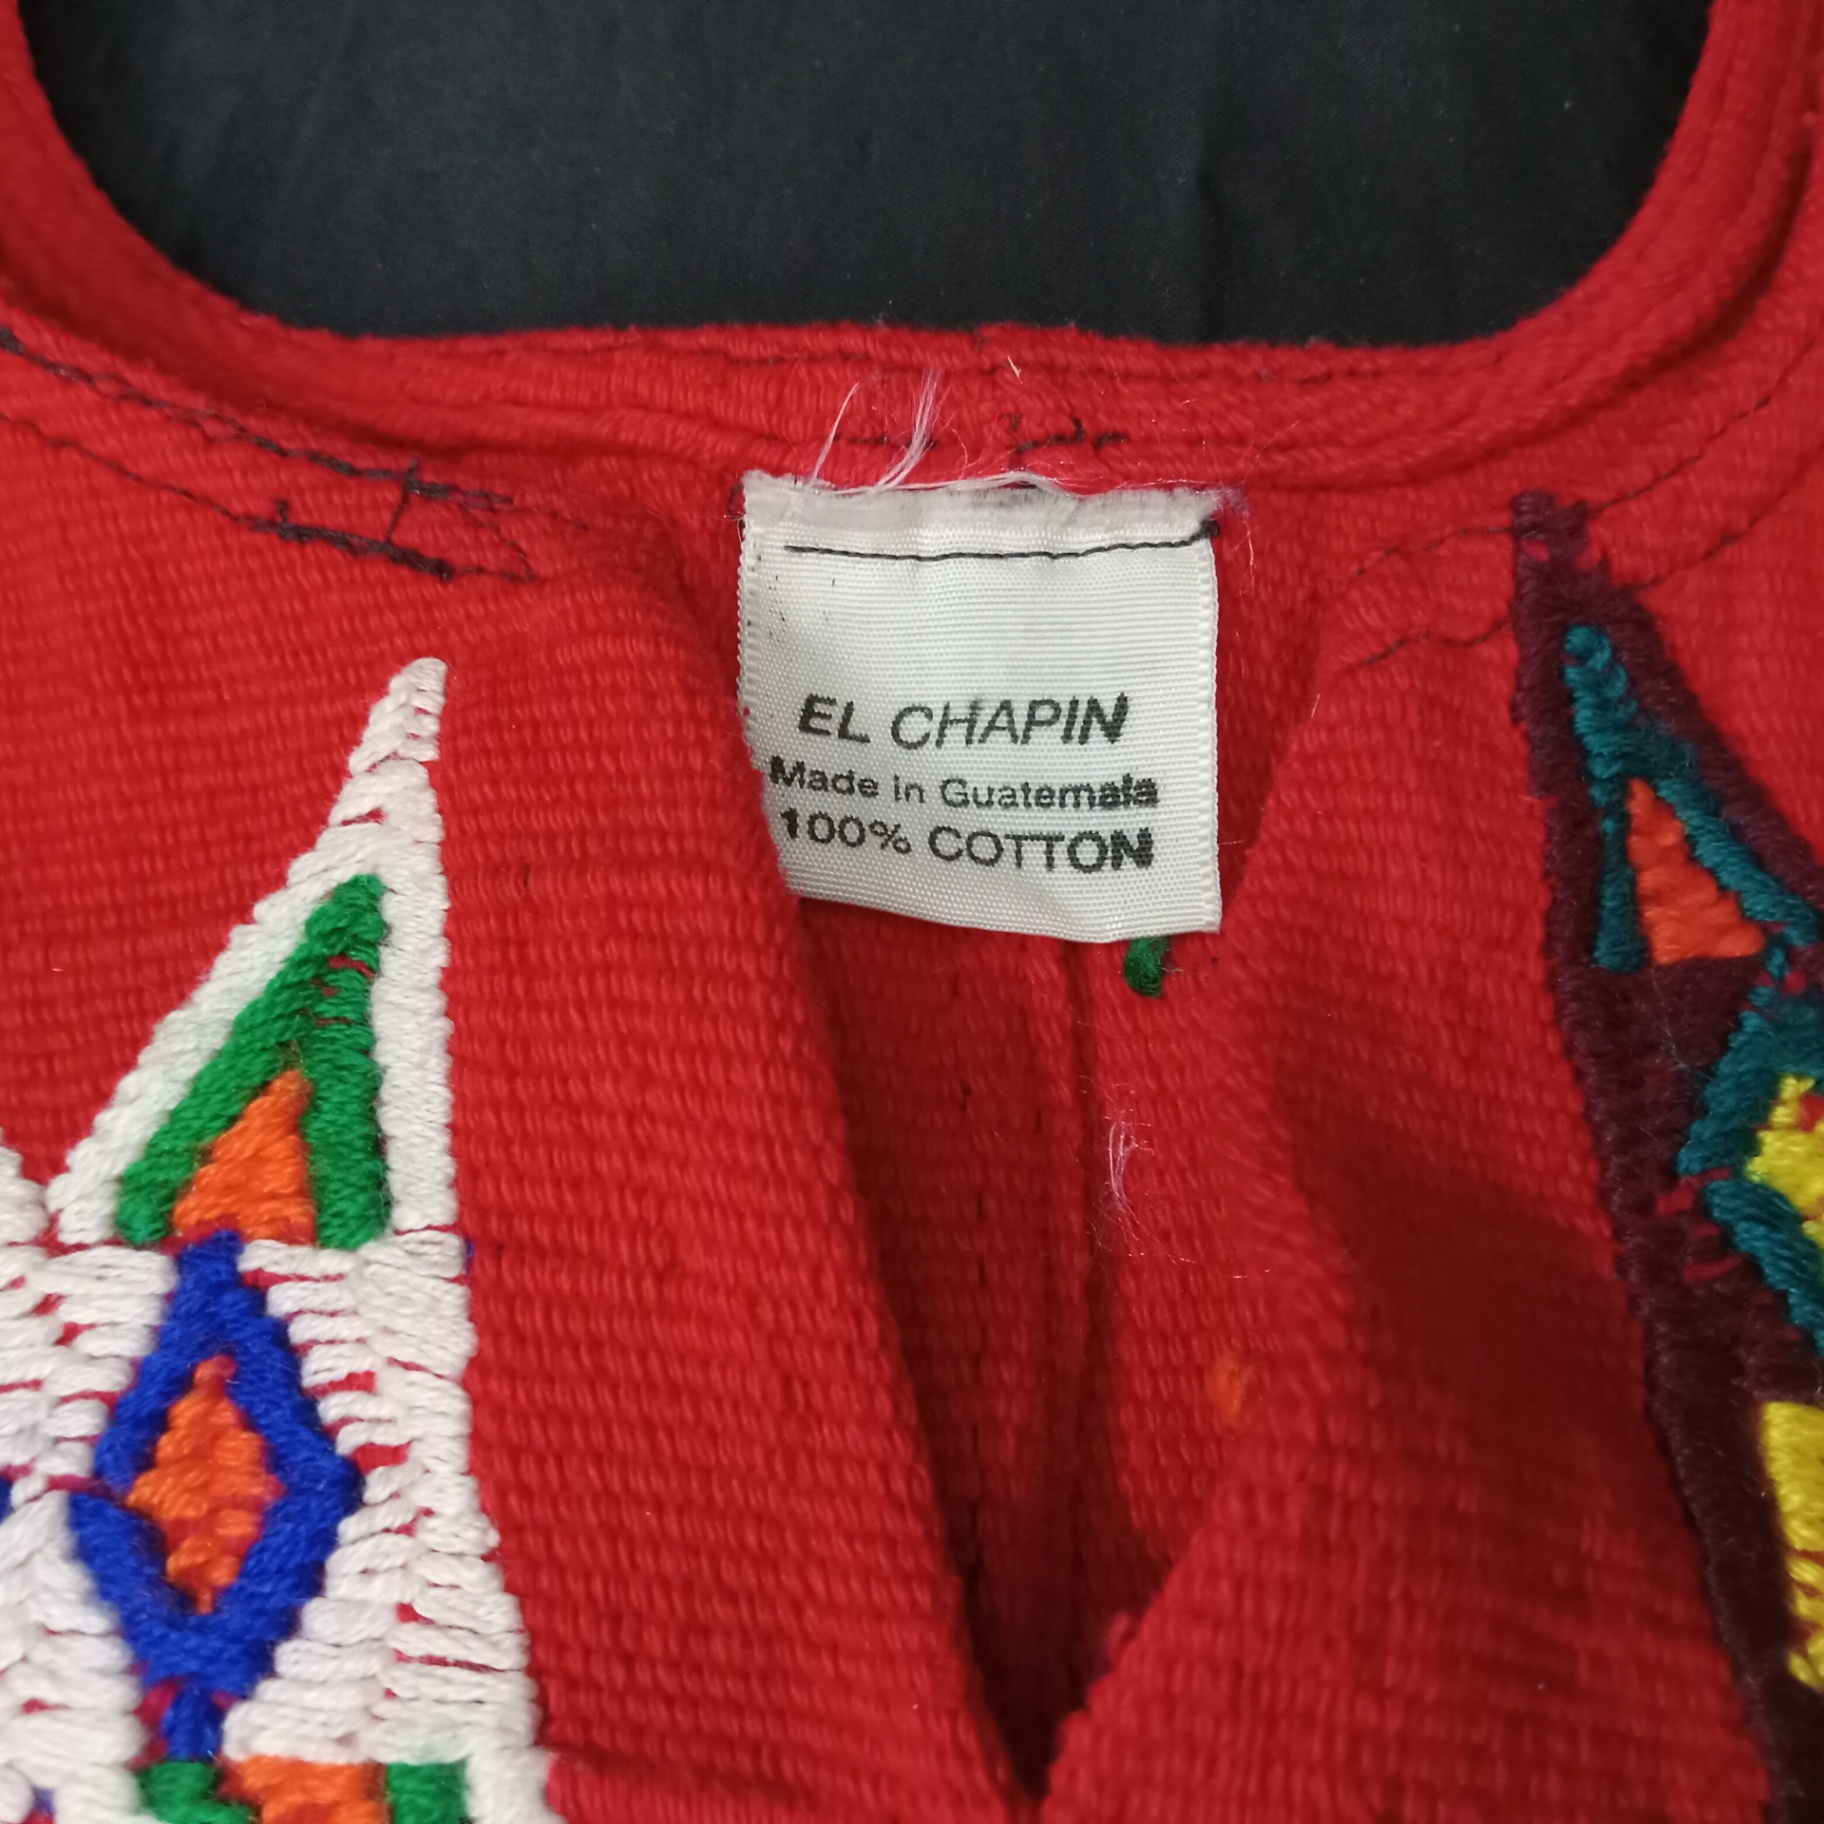 EL CHAPIN
Made in Guatemala
100% COTTON